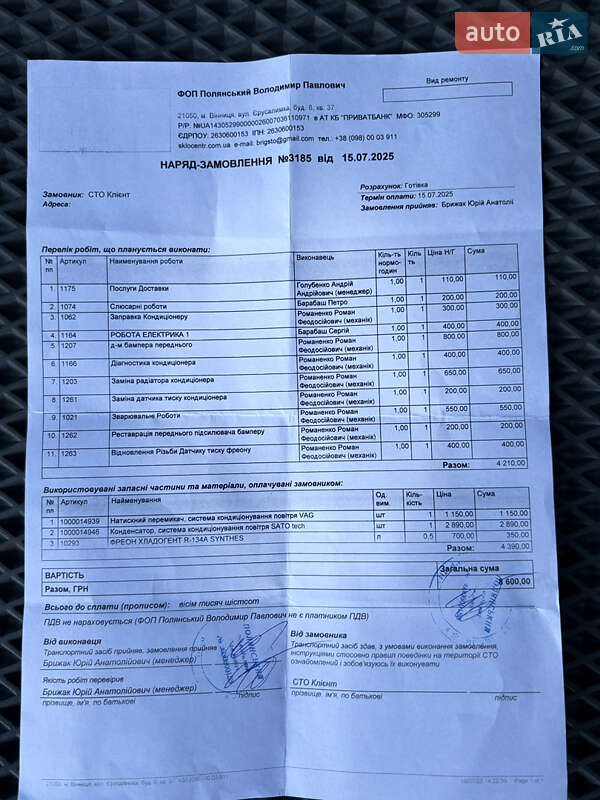 auto RIA .com
ФОП Полянський Володимир Павлович
Вид ремонту
21050, м. Вінниця, вул. Єрусалимка, буд. 8, кв. 37.
Р/Р: №UA143052990000026007036110971 в АТ КБ "ПРИВАТБАНК" МФО: 305299
ЄДРПОУ: 2630600153 ІПН: 2630600153
sklocentr.com.ua e-mail: brigsto@gmail.com тел.: +38 (098) 00 03 911
НАРЯД-ЗАМОВЛЕННЯ №3185 від 15.07.2025
Замовник: СТО Клієнт
Адреса:
Розрахунок: Готівка
Термін оплати: 15.07.2025
Замовлення прийняв: Брижак Юрій Анатолі
Перелік робіт, що планується виконати:
№ пп Артикул Найменування роботи Виконавець Кіль-ть нормо-годин Кіль ть Ціна Н/Г Сума
1. 1175 Послуги Доставки Голубенко Андрій Андрійович (менеджер) 1,00 1 110,00 110,00
2. 1074 Слюсарні роботи Барабаш Петро 1,00 1 200,00 200,00
3. 1062 Заправка Кондиціонеру Романенко Роман Феодосійович (механік) 1,00 1 300,00 300,00
4. 1164 РОБОТА ЕЛЕКТРИКА 1 Барабаш Сергій 1,00 1 400,00 400,00
5. 1207 д-м бампера переднього Романенко Роман Феодосійович (механік) 1,00 1 800,00 800,00
6. 1166 Діагностика кондиціонера Романенко Роман Феодосійович (механік) 1,00 1 400,00 400,00
7. 1203 Заміна радіатора кондиціонера Романенко Роман Феодосійович (механік) 1,00 1 650,00 650,00
8. 1261 Заміна датчика тиску кондиціонера Романенко Роман Феодосійович (механік) 1,00 1 200,00 200,00
9. 1021 Зварювальні Роботи Романенко Роман Феодосійович (механік) 1,00 1 550,00 550,00
10. 1262 Реставрація переднього підсилювача бамперу Романенко Роман Феодосійович (механік) 1,00 1 200,00 200,00
11. 1263 Відновлення Різьби Датчику тиску фреону Романенко Роман Феодосійович (механік) 1,00 1 400,00 400,00
Разом: 4 210,00
Використовувані запасні частини та матеріали, оплачувані замовником:
№ пп Артикул Найменування Од. вим. Кіль-кість Ціна Сума
1 1000014939 Натискний перемикач, система кондиціонування повітря VAG шт 1 1 150,00 1 150,00
2 1000014946 Конденсатор, система кондиціонування повітря SATO tech шт 1 2 890,00 2 890,00
3 10293 ФРЕОН ХЛАДОГЕНТ R-134A SYNTHES л 0,5 700,00 350,00
Разом: 4 390,00
ВАРТІСТЬ Загальна сума
Разом, ГРН 8 600,00
Всього до сплати (прописом): вісім тисяч шістсот
ПДВ не нараховується (ФОП Полянський Володимир Павлович не є платником ПДВ)
Від виконавця
Транспортний засіб прийняв, замовлення прийняв
Брижак Юрій Анатолійович (менеджер)
Якість робіт перевірив
Брижак Юрій Анатолійович (менеджер)
прізвище, ім'я, по батькові підпис
Від замовника
Транспортний засіб здав, з умовами виконання замовлення, інструкціями стосовно правил поведінки на території СТО ознайомлений і зобов'язуюсь їх виконувати
СТО Клієнт
прізвище, ім'я, по батькові підпис